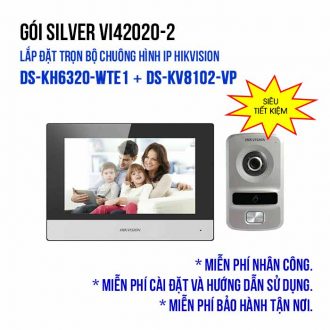 GÓI SILVER VI42020-2
LẮP ĐẶT TRỌN BỘ CHUÔNG HÌNH IP HIKVISION
DS-KH6320-WTE1 + DS-KV8102-VP
SIÊU
TIẾT KIỆM
HIKVISION
HIKVISION
* MIỄN PHÍ NHÂN CÔNG.
* MIỄN PHÍ CÀI ĐẶT VÀ HƯỚNG DẪN SỬ DỤNG.
* MIỄN PHÍ BẢO HÀNH TẬN NƠI.